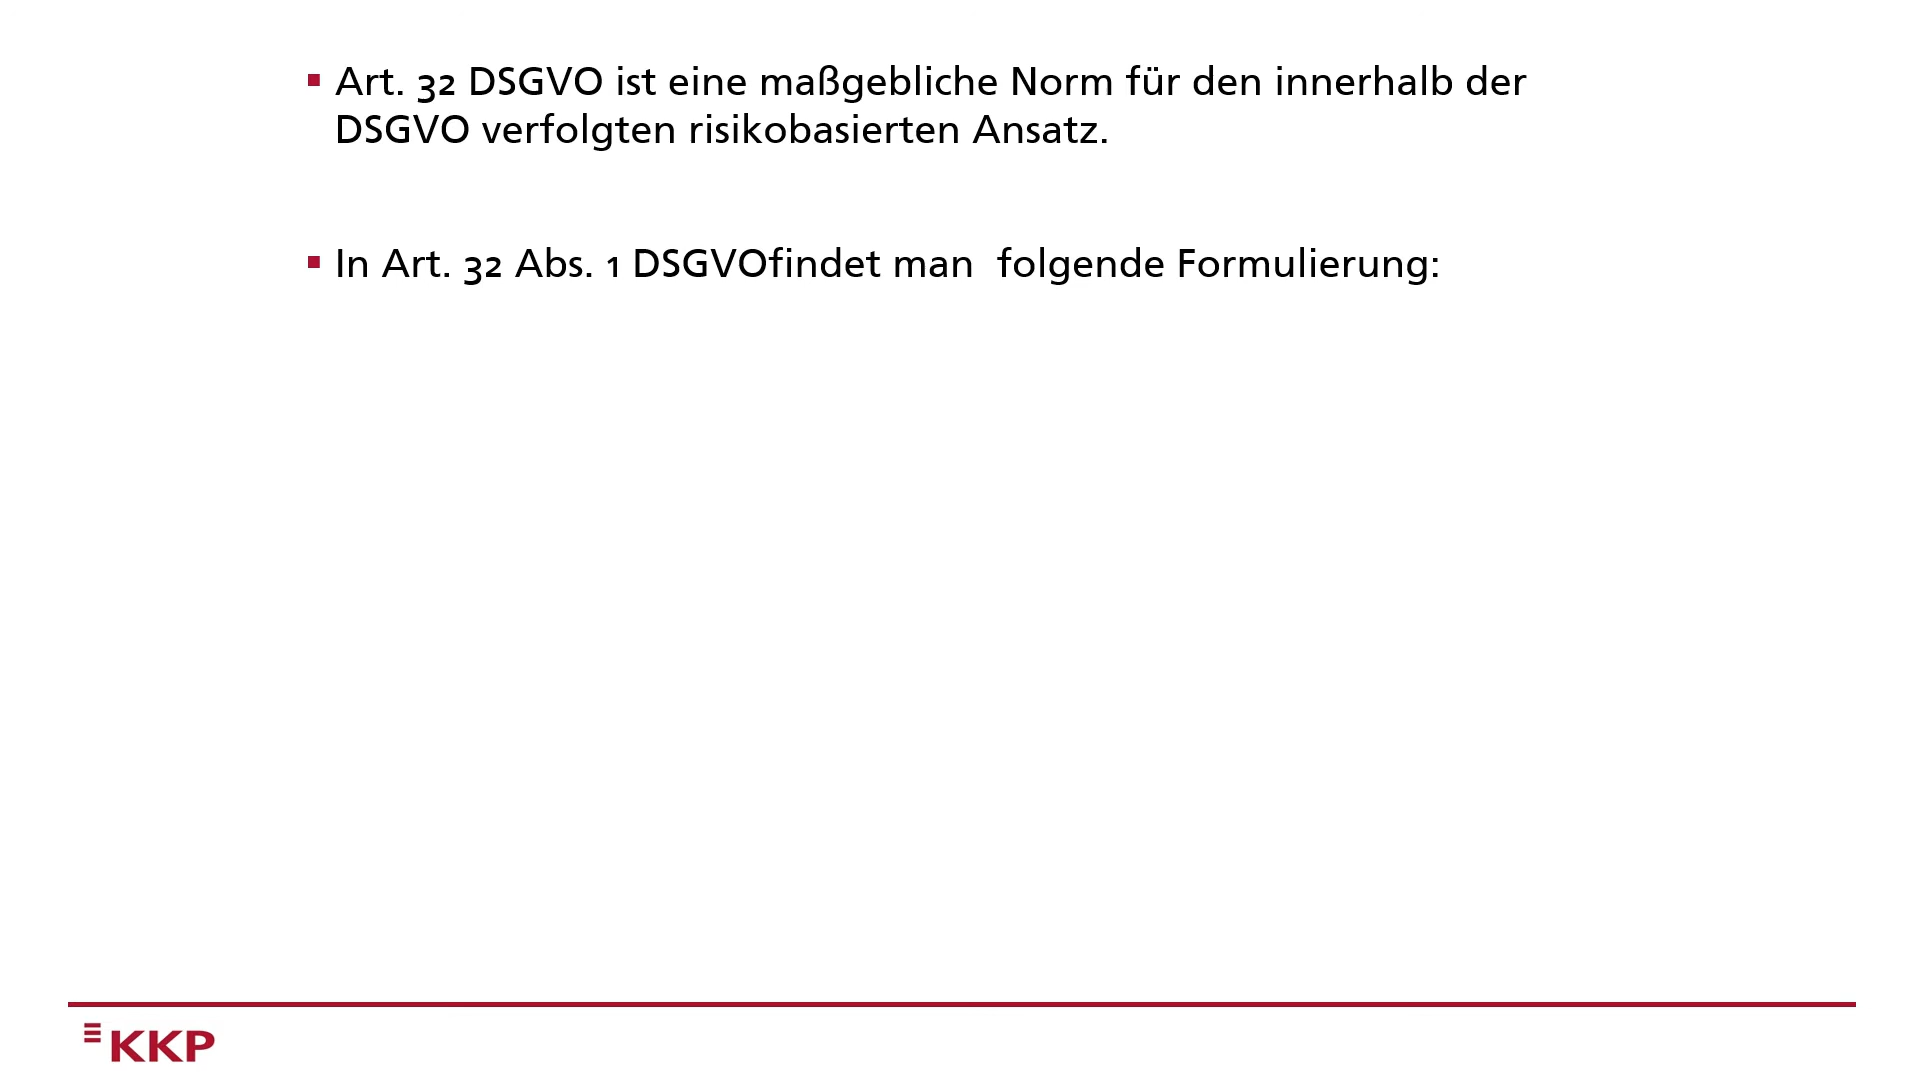 ▪ Art. 32 DSGVO ist eine maßgebliche Norm für den innerhalb der
DSGVO verfolgten risikobasierten Ansatz.
▪ In Art. 32 Abs. 1 DSGVOfindet man  folgende Formulierung:
KKP